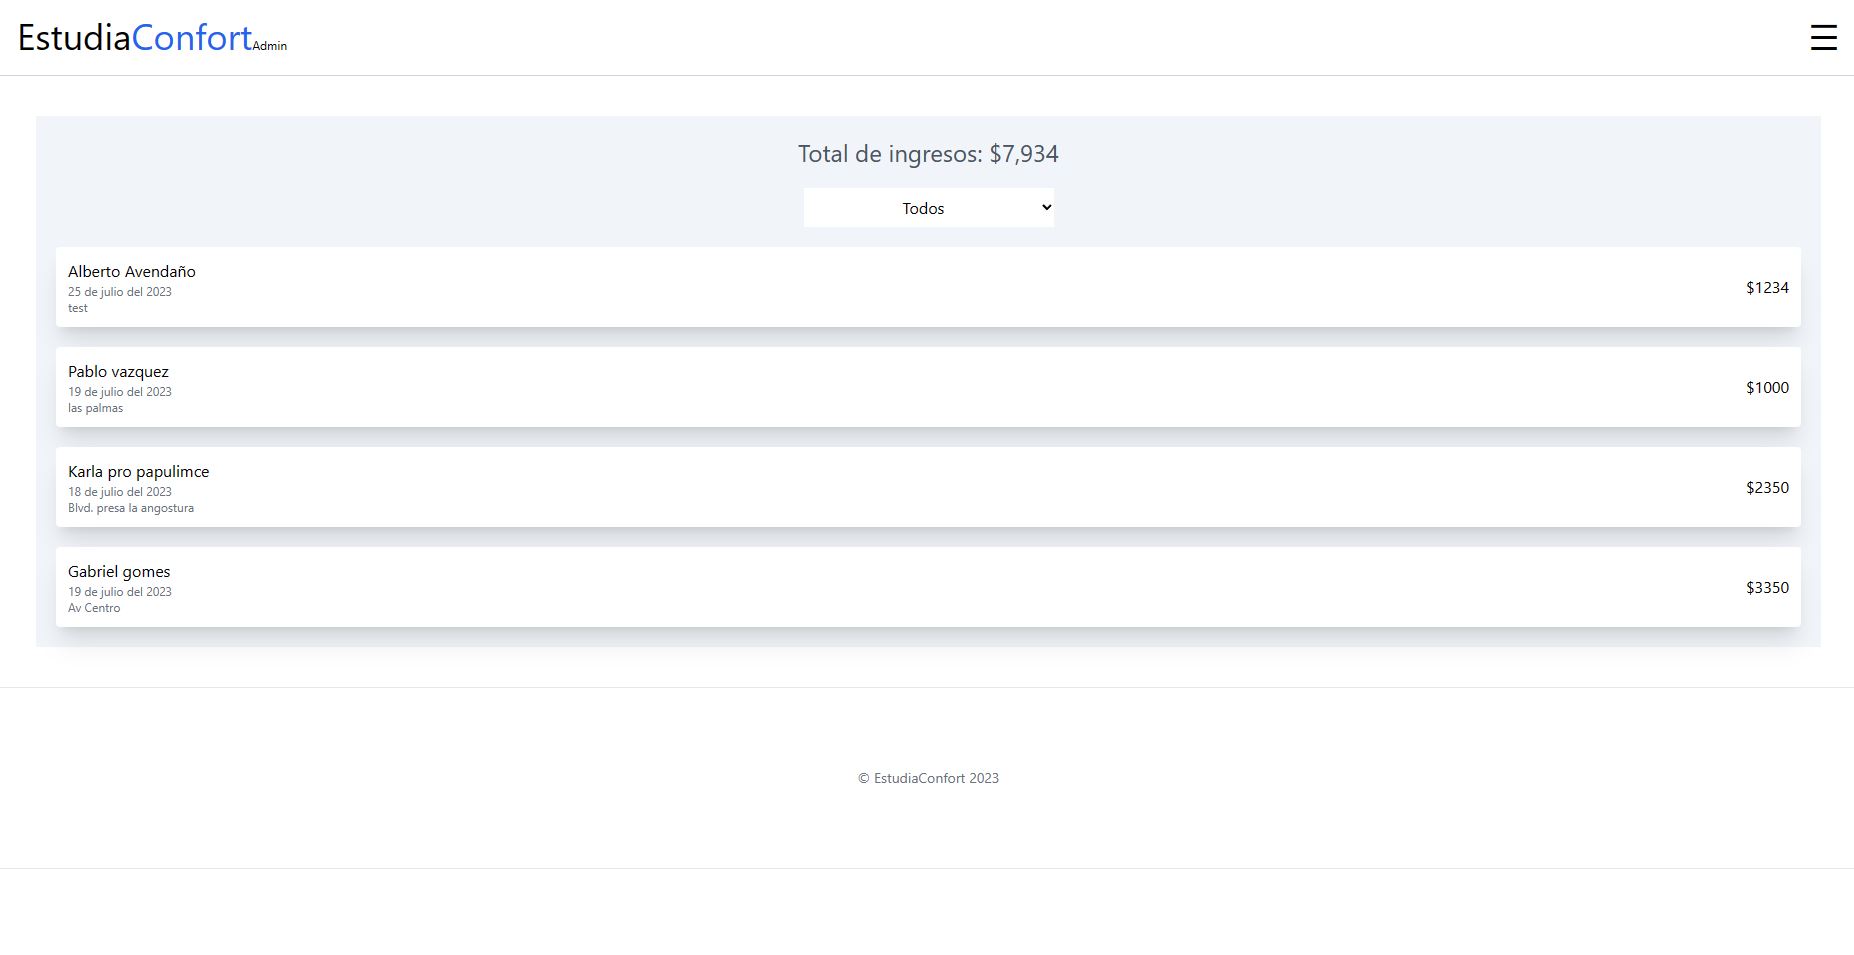 EstudiaConfortAdmin
Total de ingresos: $7,934
Todos
Alberto Avendaño
25 de julio del 2023
test
$1234
Pablo vazquez
19 de julio del 2023
las palmas
$1000
Karla pro papulimce
18 de julio del 2023
Blvd. presa la angostura
$2350
Gabriel gomes
19 de julio del 2023
Av Centro
$3350
© EstudiaConfort 2023